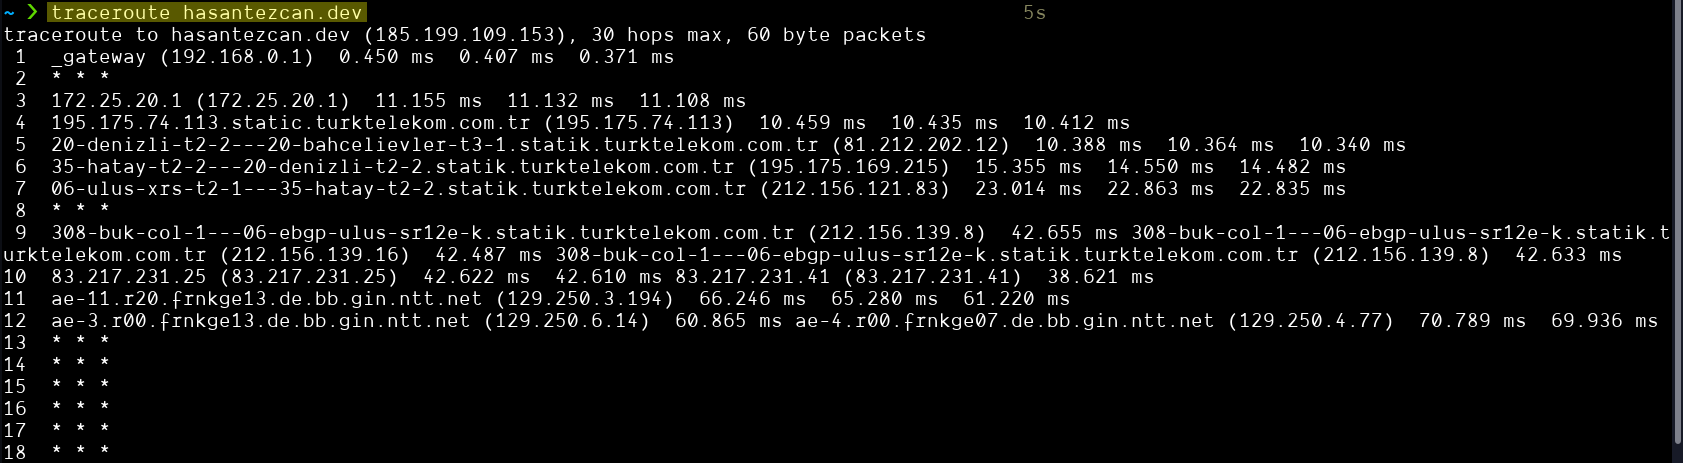 ~ ❯ traceroute hasantezcan.dev 5s
traceroute to hasantezcan.dev (185.199.109.153), 30 hops max, 60 byte packets
 1  _gateway (192.168.0.1)  0.450 ms  0.407 ms  0.371 ms
 2  * * *
 3  172.25.20.1 (172.25.20.1)  11.155 ms  11.132 ms  11.108 ms
 4  195.175.74.113.static.turktelekom.com.tr (195.175.74.113)  10.459 ms  10.435 ms  10.412 ms
 5  20-denizli-t2-2---20-bahcelievler-t3-1.statik.turktelekom.com.tr (81.212.202.12)  10.388 ms  10.364 ms  10.340 ms
 6  35-hatay-t2-2---20-denizli-t2-2.statik.turktelekom.com.tr (195.175.169.215)  15.355 ms  14.550 ms  14.482 ms
 7  06-ulus-xrs-t2-1---35-hatay-t2-2.statik.turktelekom.com.tr (212.156.121.83)  23.014 ms  22.863 ms  22.835 ms
 8  * * *
 9  308-buk-col-1---06-ebgp-ulus-sr12e-k.statik.turktelekom.com.tr (212.156.139.8)  42.655 ms 308-buk-col-1---06-ebgp-ulus-sr12e-k.statik.t
urktelekom.com.tr (212.156.139.16)  42.487 ms 308-buk-col-1---06-ebgp-ulus-sr12e-k.statik.turktelekom.com.tr (212.156.139.8)  42.633 ms
10  83.217.231.25 (83.217.231.25)  42.622 ms  42.610 ms 83.217.231.41 (83.217.231.41)  38.621 ms
11  ae-11.r20.frnkge13.de.bb.gin.ntt.net (129.250.3.194)  66.246 ms  65.280 ms  61.220 ms
12  ae-3.r00.frnkge13.de.bb.gin.ntt.net (129.250.6.14)  60.865 ms ae-4.r00.frnkge07.de.bb.gin.ntt.net (129.250.4.77)  70.789 ms  69.936 ms
13  * * *
14  * * *
15  * * *
16  * * *
17  * * *
18  * * *